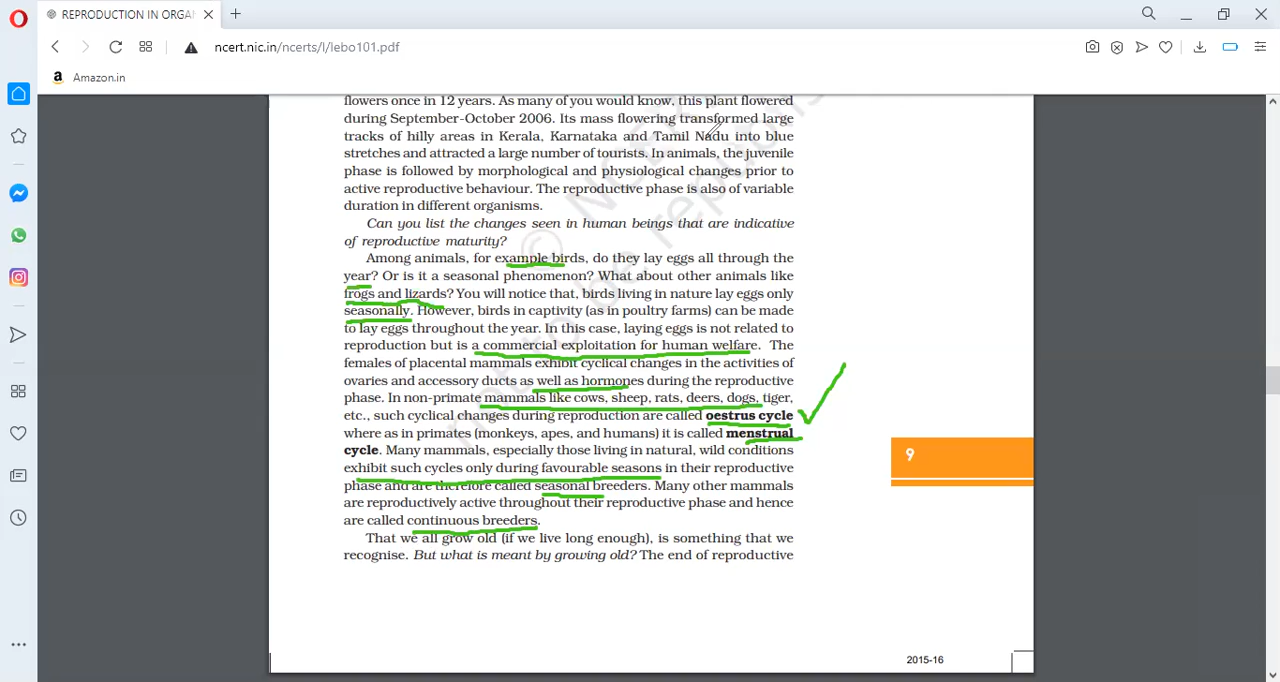 REPRODUCTION IN ORGA
ncert.nic.in/ncerts/l/lebo101.pdf
a Amazon.in
flowers once in 12 years. As many of you would know, this plant flowered
during September-October 2006. Its mass flowering transformed large
tracks of hilly areas in Kerala, Karnataka and Tamil Nadu into blue
stretches and attracted a large number of tourists. In animals, the juvenile
phase is followed by morphological and physiological changes prior to
active reproductive behaviour. The reproductive phase is also of variable
duration in different organisms.
Can you list the changes seen in human beings that are indicative
of reproductive maturity?
Among animals, for example birds, do they lay eggs all through the
year? Or is it a seasonal phenomenon? What about other animals like
frogs and lizards? You will notice that, birds living in nature lay eggs only
seasonally. However, birds in captivity (as in poultry farms) can be made
to lay eggs throughout the year. In this case, laying eggs is not related to
reproduction but is a commercial exploitation for human welfare. The
females of placental mammals exhibit cyclical changes in the activities of
ovaries and accessory ducts as well as hormones during the reproductive
phase. In non-primate mammals like cows, sheep, rats, deers, dogs, tiger,
etc., such cyclical changes during reproduction are called oestrus cycle
where as in primates (monkeys, apes, and humans) it is called menstrual
cycle. Many mammals, especially those living in natural, wild conditions
exhibit such cycles only during favourable seasons in their reproductive
phase and are therefore called seasonal breeders. Many other mammals
are reproductively active throughout their reproductive phase and hence
are called continuous breeders.
That we all grow old (if we live long enough), is something that we
recognise. But what is meant by growing old? The end of reproductive
9
2015-16